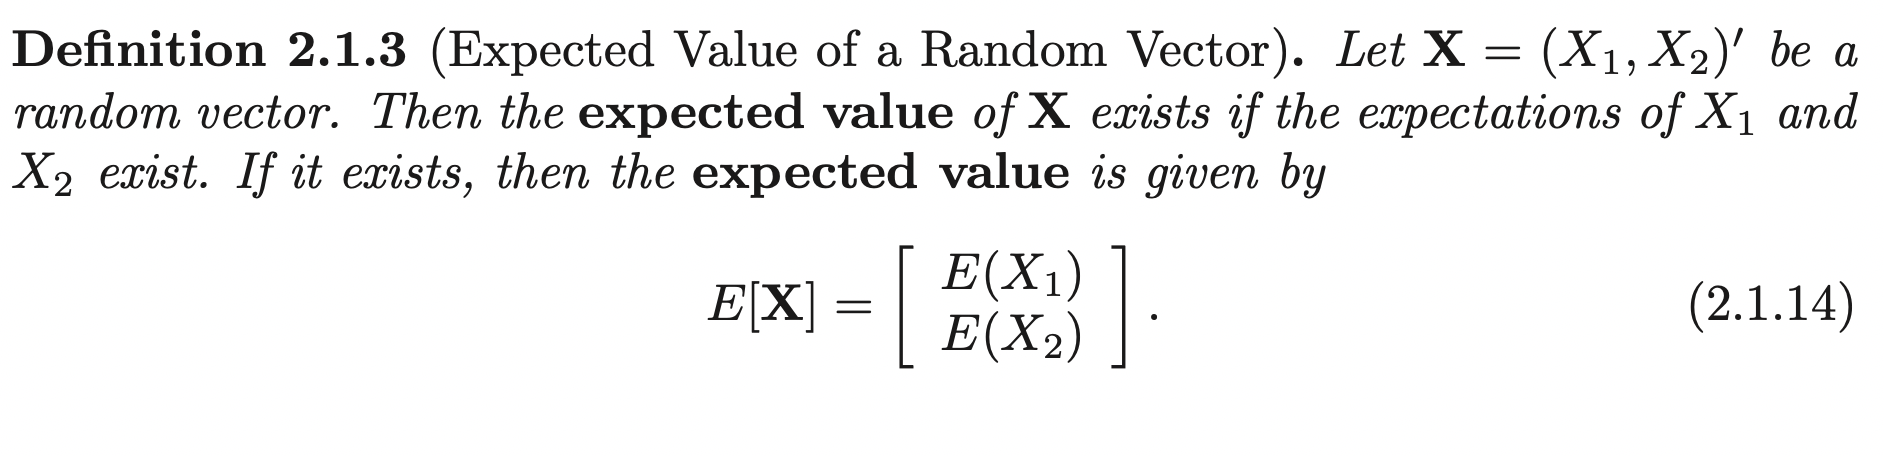 Definition 2.1.3 (Expected Value of a Random Vector). Let X = (X₁, X₂)′ be a
random vector. Then the expected value of X exists if the expectations of X₁ and
X₂ exist. If it exists, then the expected value is given by
E[X] = [ E(X₁)
E(X₂) ] . (2.1.14)